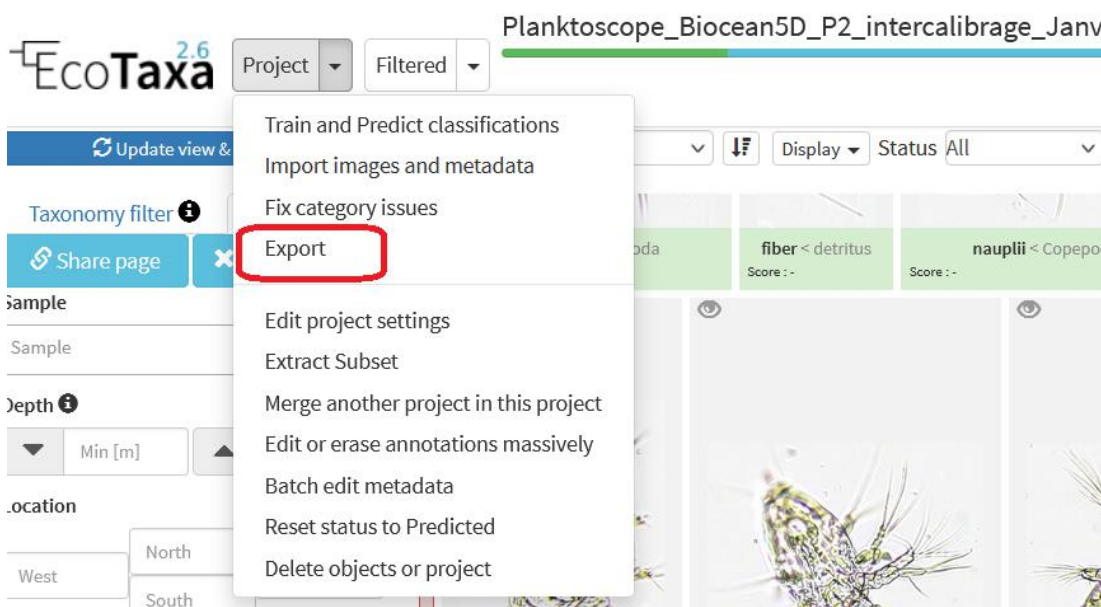 Planktoscope_Biocean5D_P2_intercalibrage_Janv
EcoTaxa 2.6
Project
Filtered
Train and Predict classifications
Import images and metadata
Fix category issues
Export
Edit project settings
Extract Subset
Merge another project in this project
Edit or erase annotations massively
Batch edit metadata
Reset status to Predicted
Delete objects or project
Update view &
Display
Status All
Taxonomy filter
Share page
fiber < detritus
Score : -
nauplii < Copepo
Score : -
Sample
Sample
Depth
Min [m]
Location
North
West
South